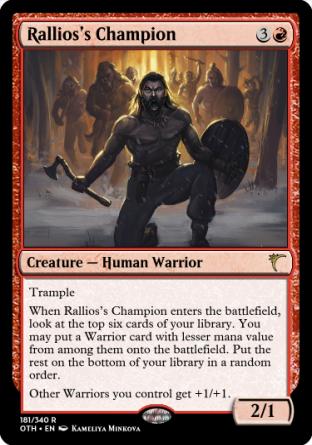 Rallios's Champion 3
Creature — Human Warrior
Trample
When Rallios's Champion enters the battlefield,
look at the top six cards of your library. You
may put a Warrior card with lesser mana value
from among them onto the battlefield. Put the
rest on the bottom of your library in a random
order.
Other Warriors you control get +1/+1.
2/1
181/340 R
OTH • EN Kameliya Minkova